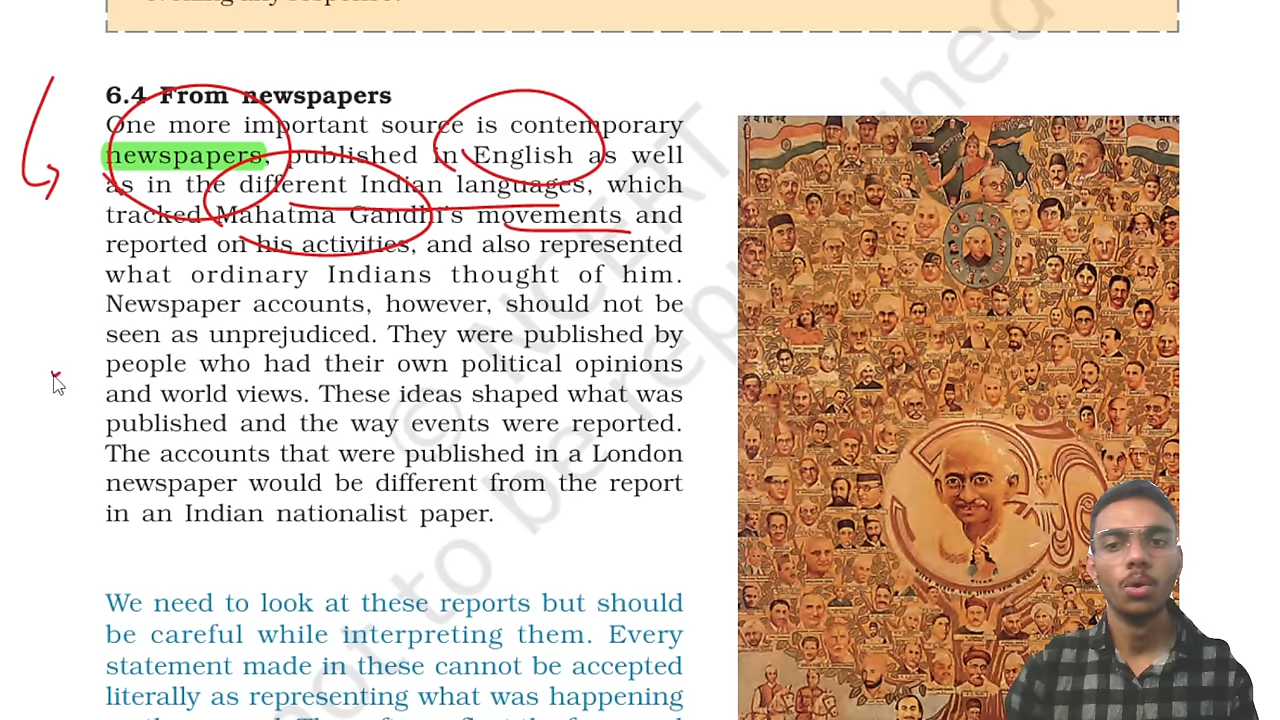 6.4 From newspapers
One more important source is contemporary
newspapers, published in English as well
as in the different Indian languages, which
tracked Mahatma Gandhi's movements and
reported on his activities, and also represented
what ordinary Indians thought of him.
Newspaper accounts, however, should not be
seen as unprejudiced. They were published by
people who had their own political opinions
and world views. These ideas shaped what was
published and the way events were reported.
The accounts that were published in a London
newspaper would be different from the report
in an Indian nationalist paper.
We need to look at these reports but should
be careful while interpreting them. Every
statement made in these cannot be accepted
literally as representing what was happening
© NCERT
not to be republished
जय हिन्द